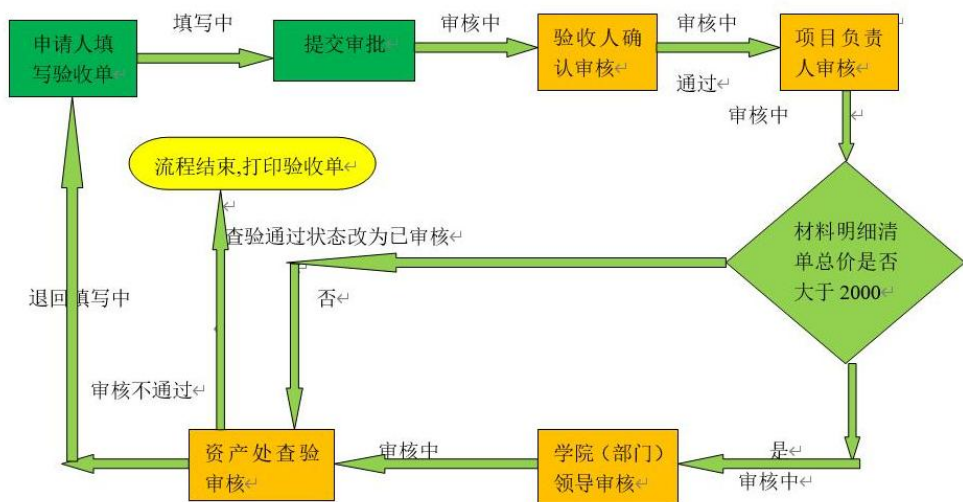 填写中
审核中
审核中
申请人填
写验收单
提交审批
验收人确
认审核
项目负责
人审核
通过
审核中
流程结束,打印验收单
查验通过状态改为已审核
材料明细清
单总价是否
大于 2000
退回填写中
否
审核不通过
资产处查验
审核
审核中
学院（部门）
领导审核
是
审核中